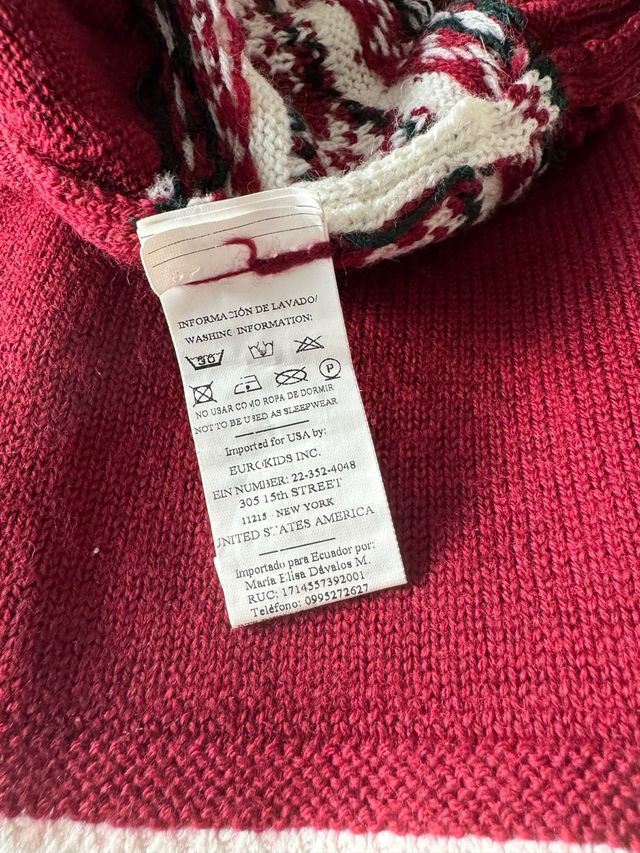 INFORMACIÓN DE LAVADO/
WASHING INFORMATION:
30
P
NO USAR COMO ROPA DE DORMIR
NOT TO BE USED AS SLEEPWEAR
Imported for USA by:
EUROKIDS INC.
EIN NUMBER: 22-352-4048
305 15th STREET
11215 - NEW YORK
UNITED STATES AMERICA
Importado para Ecuador por:
María Elisa Dávalos M.
RUC: 1714557392001
Teléfono: 0995272627